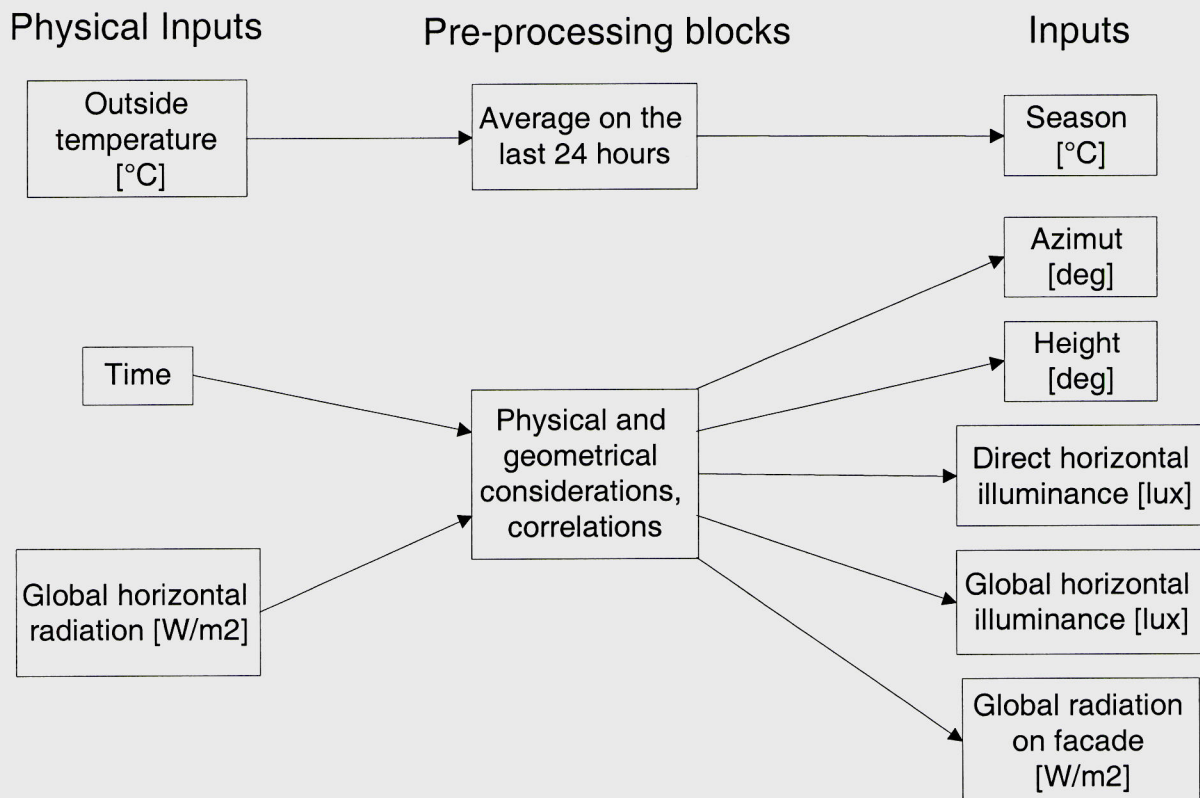 Physical Inputs
Pre-processing blocks
Inputs
Outside
temperature
[°C]
Average on the
last 24 hours
Season
[°C]
Azimut
[deg]
Height
[deg]
Time
Physical and
geometrical
considerations,
correlations
Direct horizontal
illuminance [lux]
Global horizontal
radiation [W/m2]
Global horizontal
illuminance [lux]
Global radiation
on facade
[W/m2]